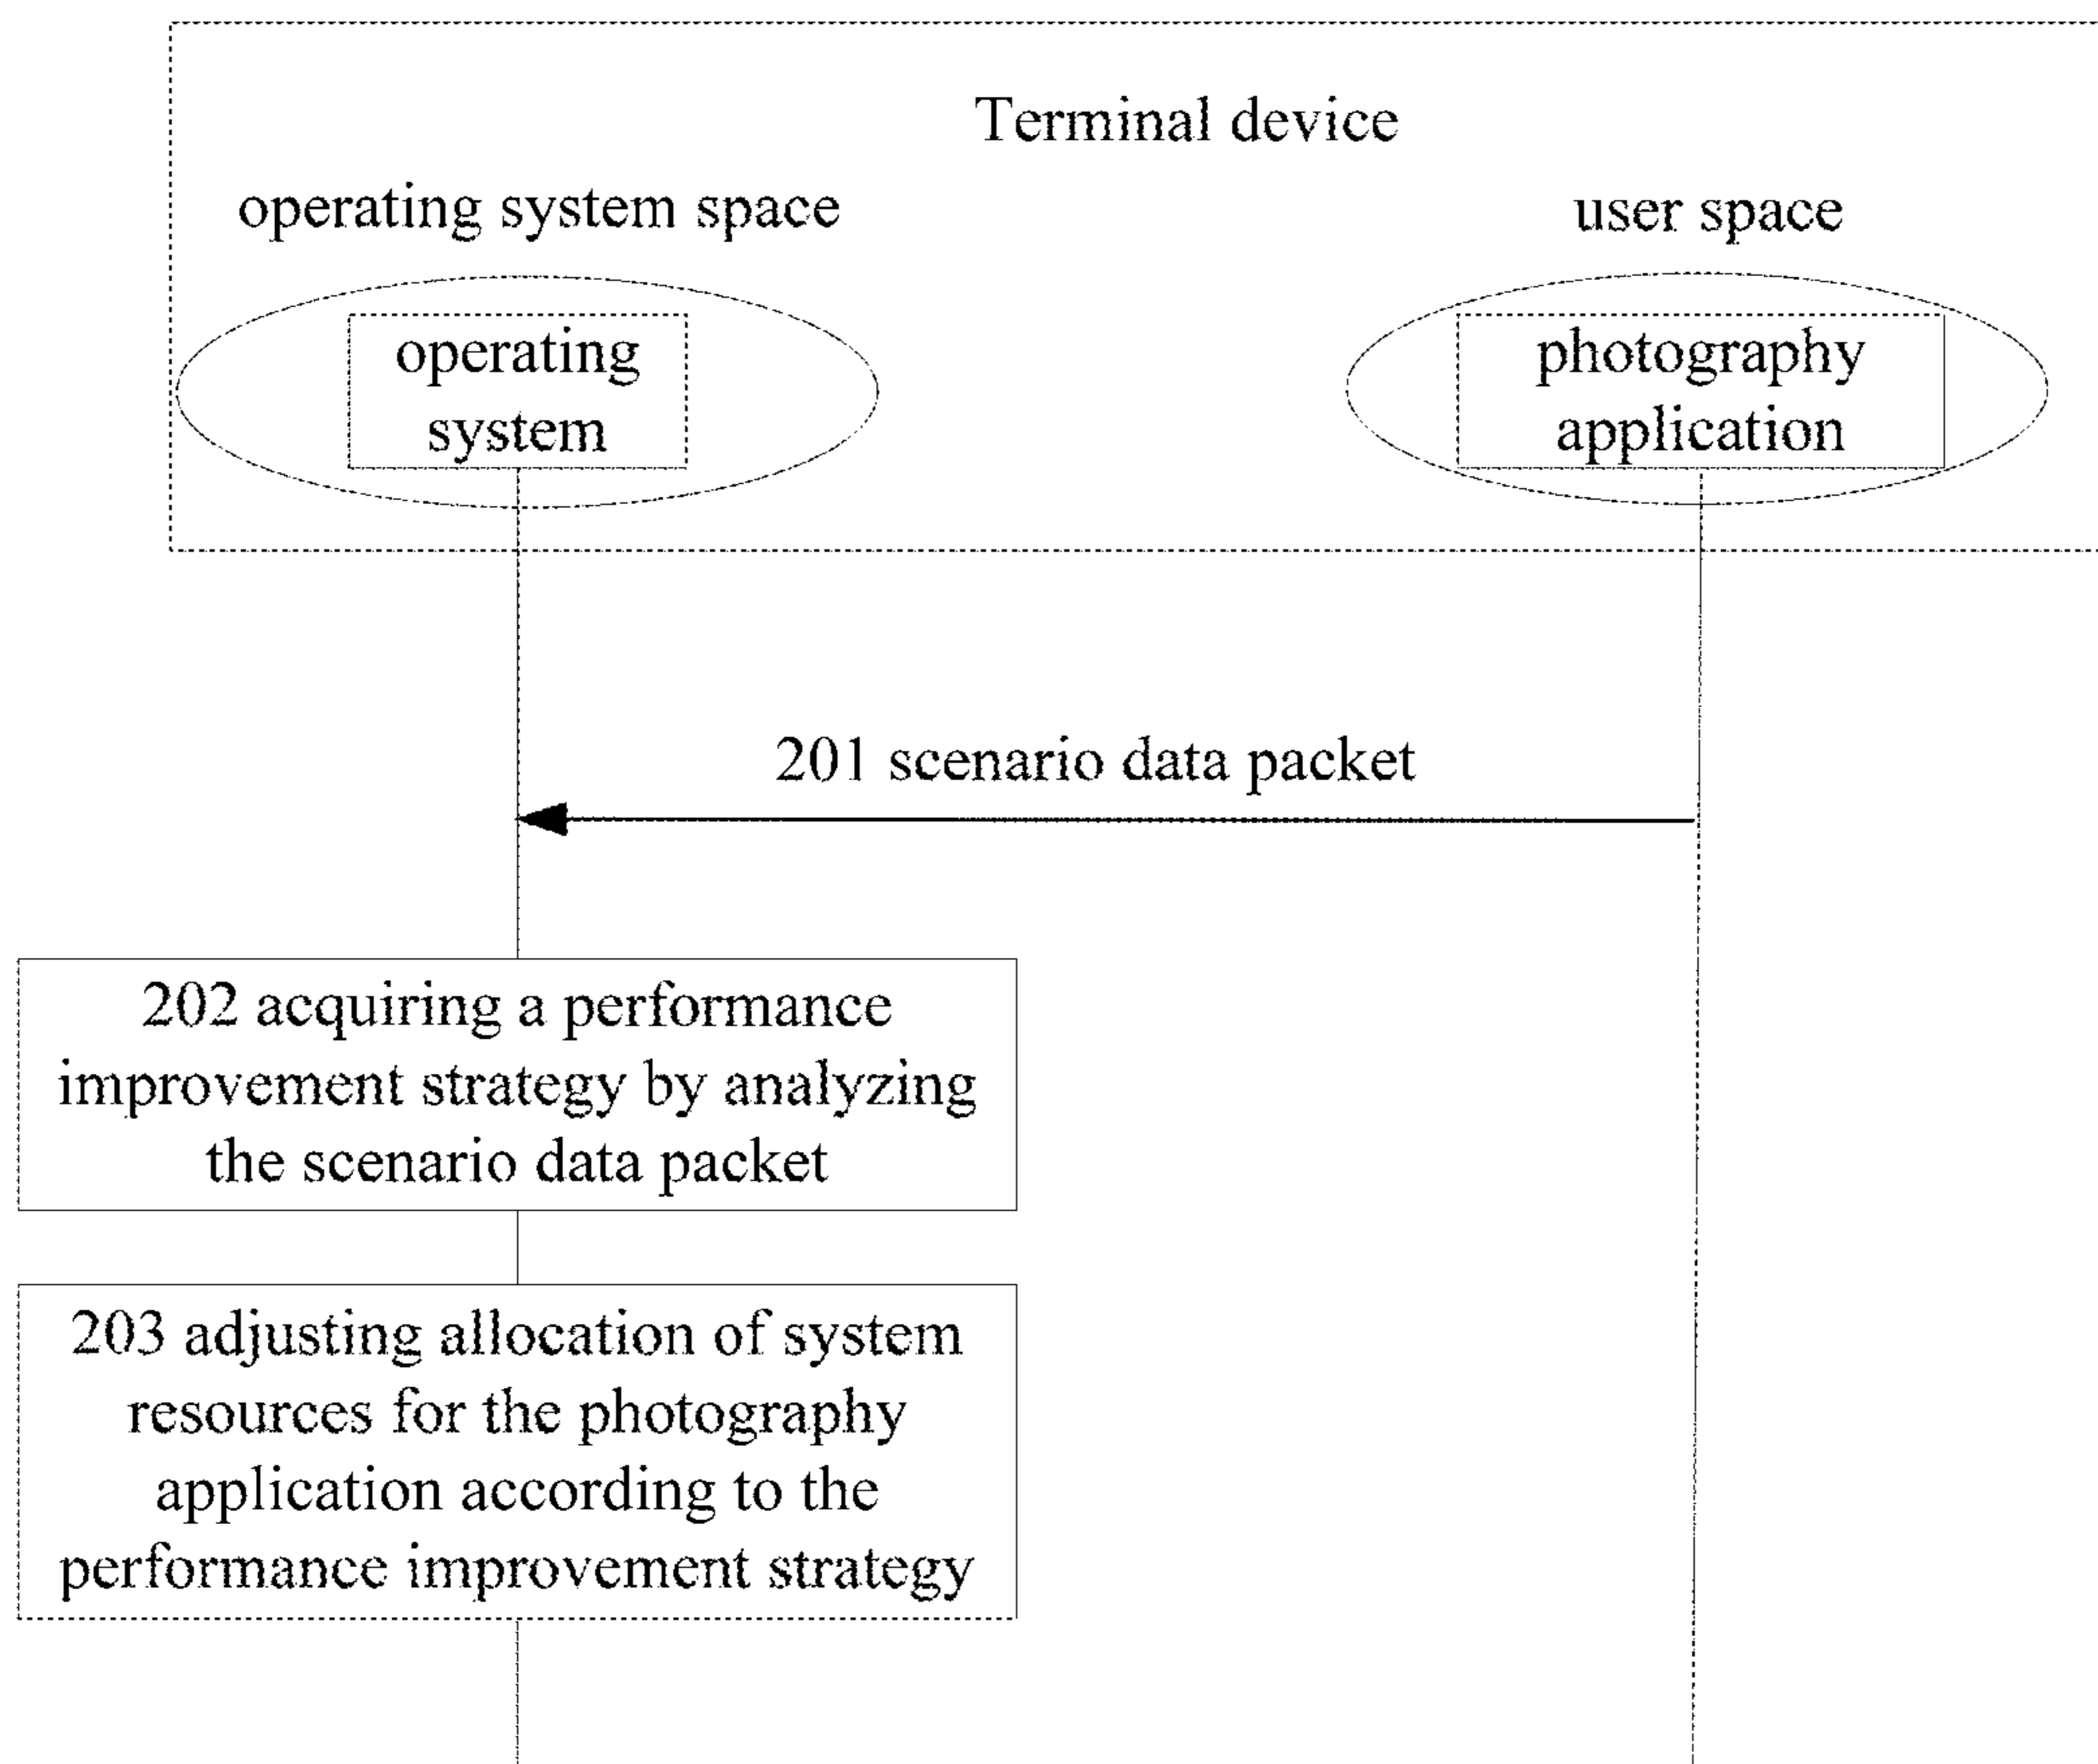 Terminal device
operating system space
user space
operating
system
photography
application
201 scenario data packet
202 acquiring a performance
improvement strategy by analyzing
the scenario data packet
203 adjusting allocation of system
resources for the photography
application according to the
performance improvement strategy